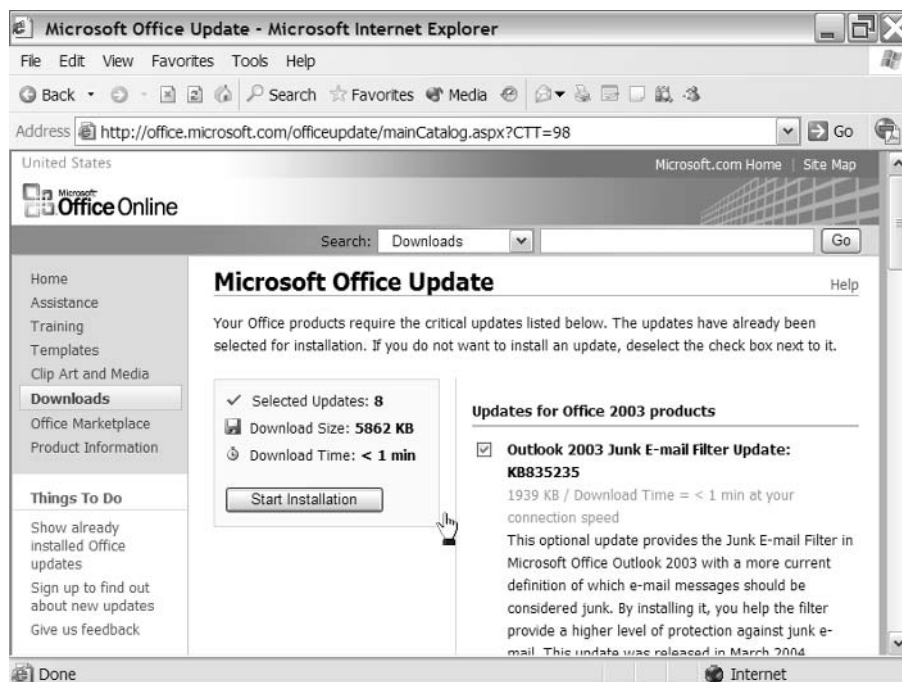 Microsoft Office Update - Microsoft Internet Explorer
File Edit View Favorites Tools Help
Back Search Favorites Media
Address http://office.microsoft.com/officeupdate/mainCatalog.aspx?CTT=98 Go
United States Microsoft.com Home | Site Map
Microsoft
Office Online
Search: Downloads Go
Home
Assistance
Training
Templates
Clip Art and Media
Downloads
Office Marketplace
Product Information
Things To Do
Show already
installed Office
updates
Sign up to find out
about new updates
Give us feedback
Microsoft Office Update
Help
Your Office products require the critical updates listed below. The updates have already been
selected for installation. If you do not want to install an update, deselect the check box next to it.
Selected Updates: 8
Download Size: 5862 KB
Download Time: < 1 min
Start Installation
Updates for Office 2003 products
Outlook 2003 Junk E-mail Filter Update:
KB835235
1939 KB / Download Time = < 1 min at your
connection speed
This optional update provides the Junk E-mail Filter in
Microsoft Office Outlook 2003 with a more current
definition of which e-mail messages should be
considered junk. By installing it, you help the filter
provide a higher level of protection against junk e-
mail. This update was released in March 2004.
Done Internet